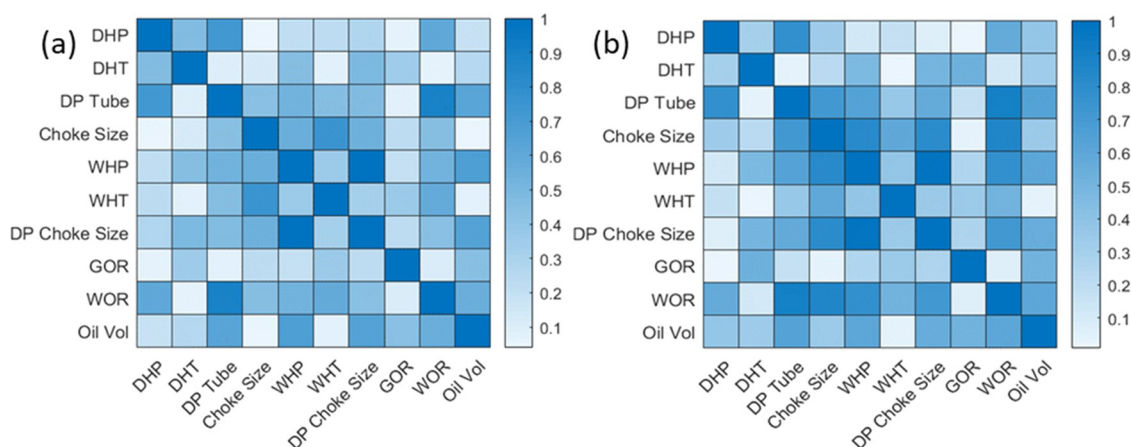 (a)
DHP
DHT
DP Tube
Choke Size
WHP
WHT
DP Choke Size
GOR
WOR
Oil Vol
DHP
DHT
DP Tube
Choke Size
WHP
WHT
DP Choke Size
GOR
WOR
Oil Vol
1
0.9
0.8
0.7
0.6
0.5
0.4
0.3
0.2
0.1
(b)
DHP
DHT
DP Tube
Choke Size
WHP
WHT
DP Choke Size
GOR
WOR
Oil Vol
DHP
DHT
DP Tube
Choke Size
WHP
WHT
DP Choke Size
GOR
WOR
Oil Vol
1
0.9
0.8
0.7
0.6
0.5
0.4
0.3
0.2
0.1